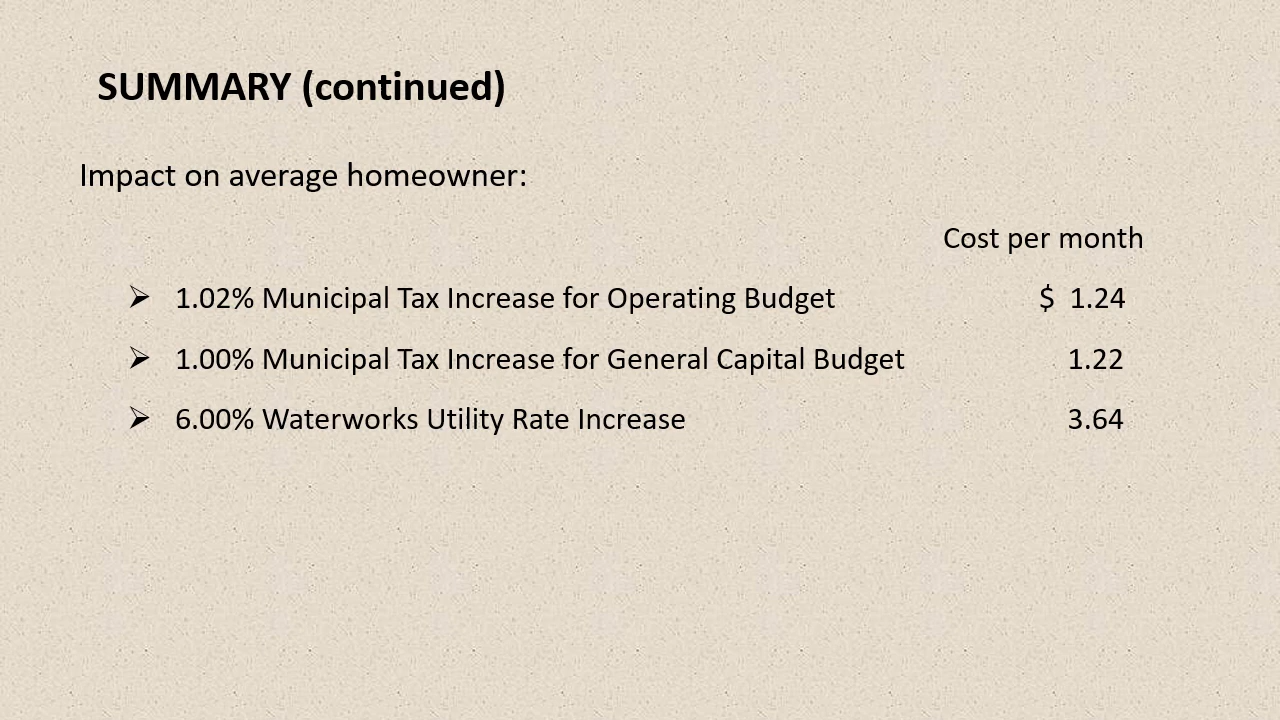 SUMMARY (continued)
Impact on average homeowner:
Cost per month
➢ 1.02% Municipal Tax Increase for Operating Budget $ 1.24
➢ 1.00% Municipal Tax Increase for General Capital Budget 1.22
➢ 6.00% Waterworks Utility Rate Increase 3.64